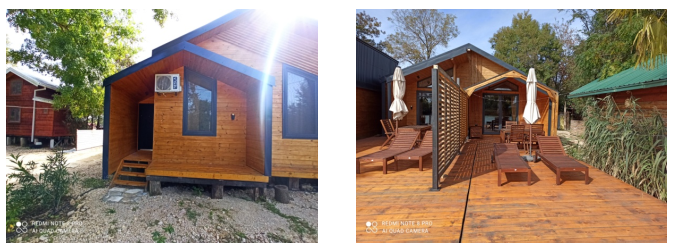 REDMI NOTE 8 PRO
AI QUAD CAMERA
REDMI NOTE 8 PRO
AI QUAD CAMERA